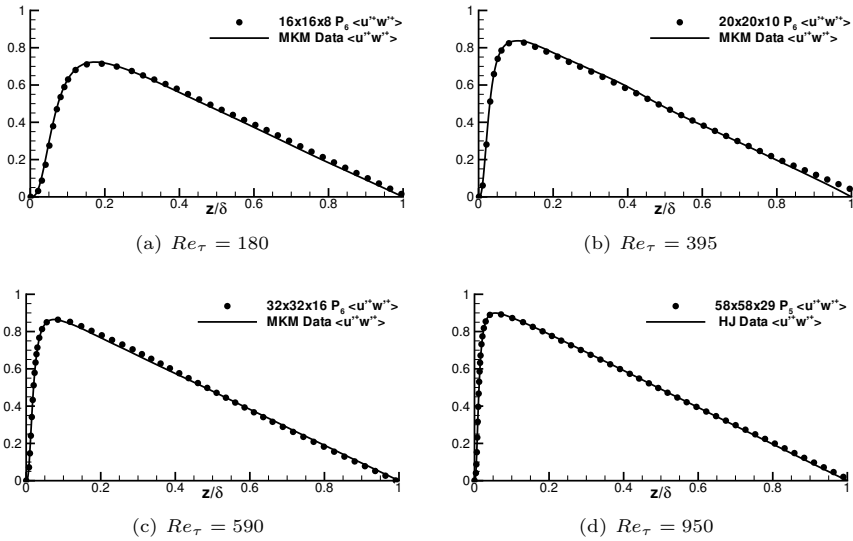 16x16x8 P6 <u'+w'+>
MKM Data <u'+w'+>
1
0.8
0.6
0.4
0.2
0
0 0.2 0.4 0.6 0.8 1
z/δ
(a) Reτ = 180
20x20x10 P6 <u'+w'+>
MKM Data <u'+w'+>
1
0.8
0.6
0.4
0.2
0
0 0.2 0.4 0.6 0.8 1
z/δ
(b) Reτ = 395
32x32x16 P6 <u'+w'+>
MKM Data <u'+w'+>
1
0.8
0.6
0.4
0.2
0
0 0.2 0.4 0.6 0.8 1
z/δ
(c) Reτ = 590
58x58x29 P5 <u'+w'+>
HJ Data <u'+w'+>
1
0.8
0.6
0.4
0.2
0
0 0.2 0.4 0.6 0.8 1
z/δ
(d) Reτ = 950